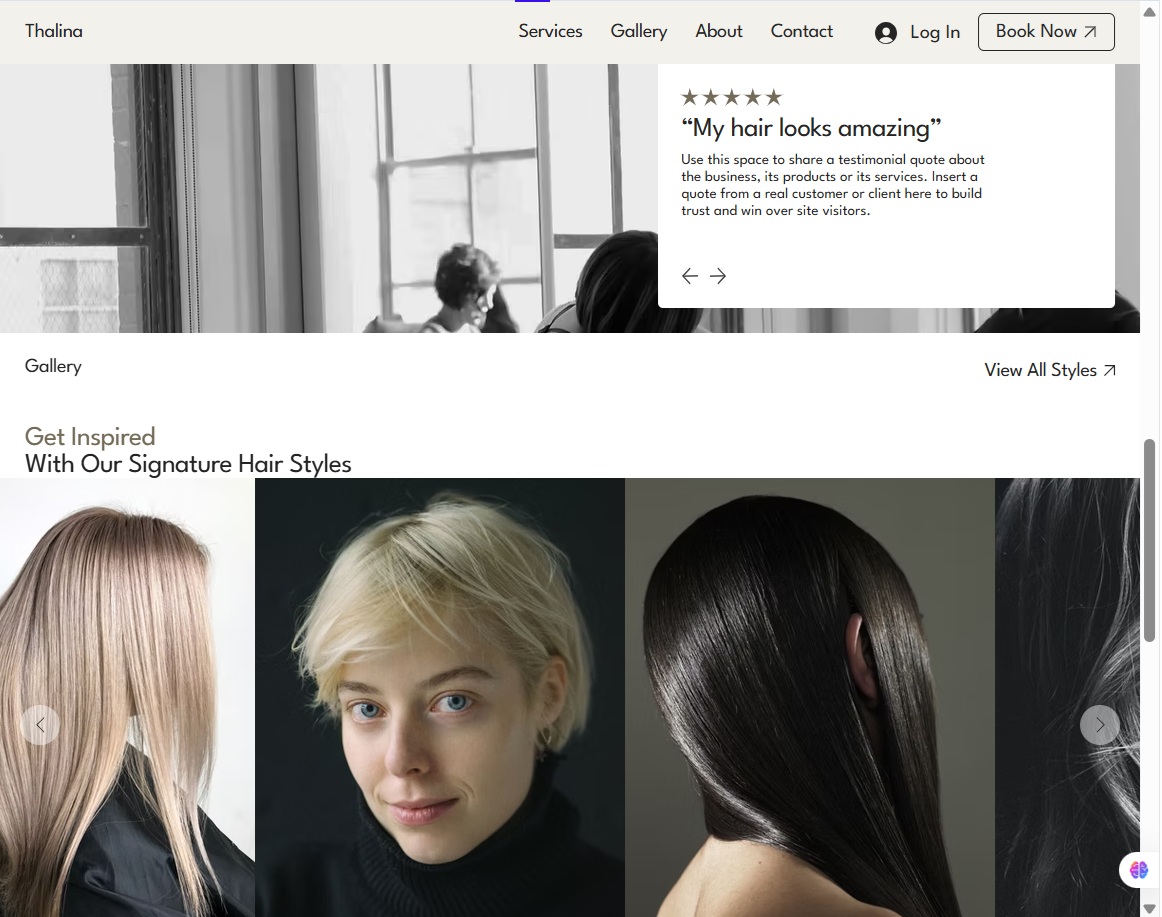 Thalina
Services Gallery About Contact Log In Book Now
“My hair looks amazing”
Use this space to share a testimonial quote about
the business, its products or its services. Insert a
quote from a real customer or client here to build
trust and win over site visitors.
Gallery
View All Styles
Get Inspired
With Our Signature Hair Styles